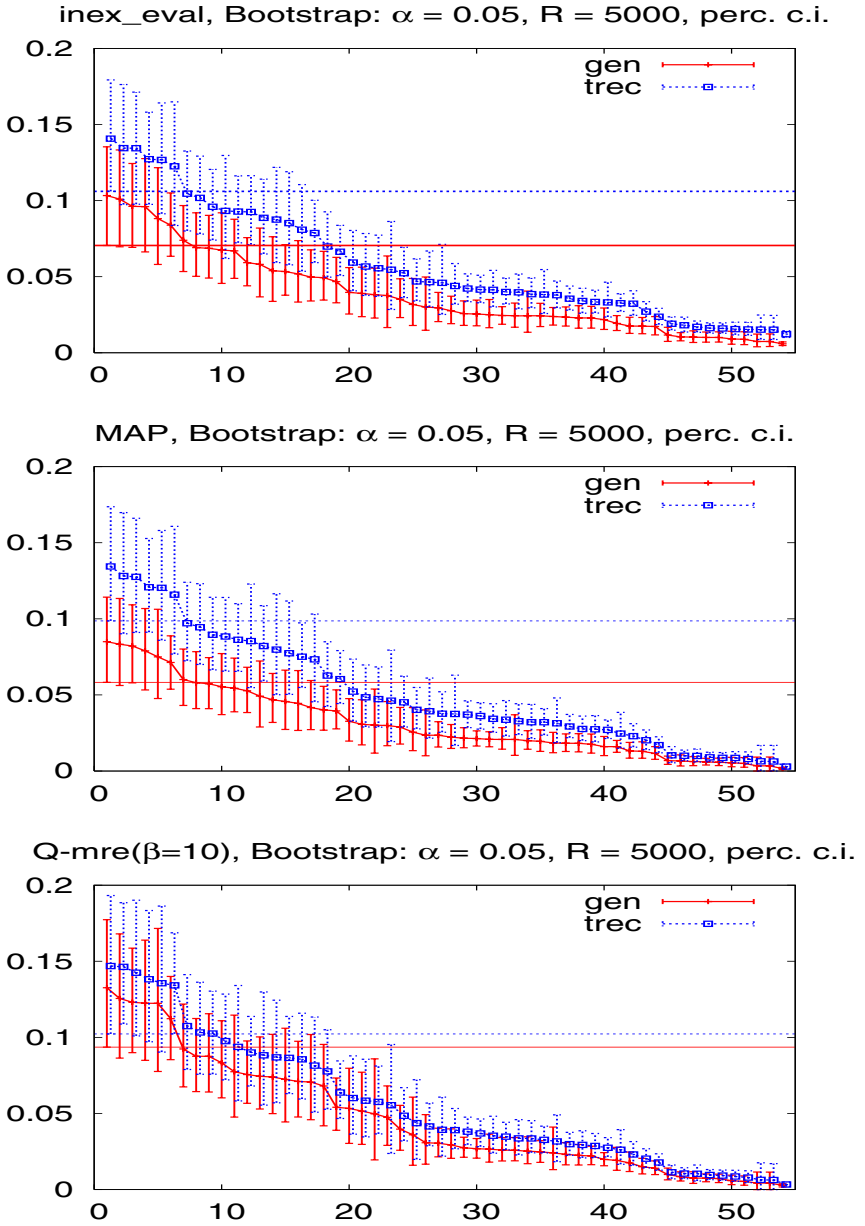 inex_eval, Bootstrap: α = 0.05, R = 5000, perc. c.i.
0.2
gen
trec
0.15
0.1
0.05
0
0 10 20 30 40 50
MAP, Bootstrap: α = 0.05, R = 5000, perc. c.i.
0.2
gen
trec
0.15
0.1
0.05
0
0 10 20 30 40 50
Q-mre(β=10), Bootstrap: α = 0.05, R = 5000, perc. c.i.
0.2
gen
trec
0.15
0.1
0.05
0
0 10 20 30 40 50